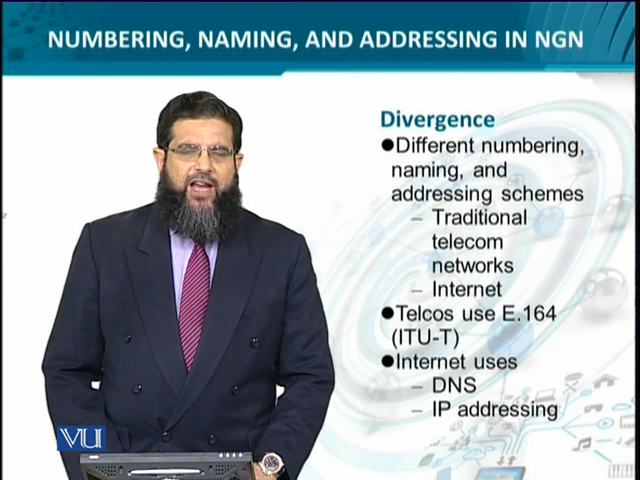 NUMBERING, NAMING, AND ADDRESSING IN NGN
Divergence
●Different numbering,
naming, and
addressing schemes
– Traditional
telecom
networks
– Internet
●Telcos use E.164
(ITU-T)
●Internet uses
– DNS
– IP addressing
VU